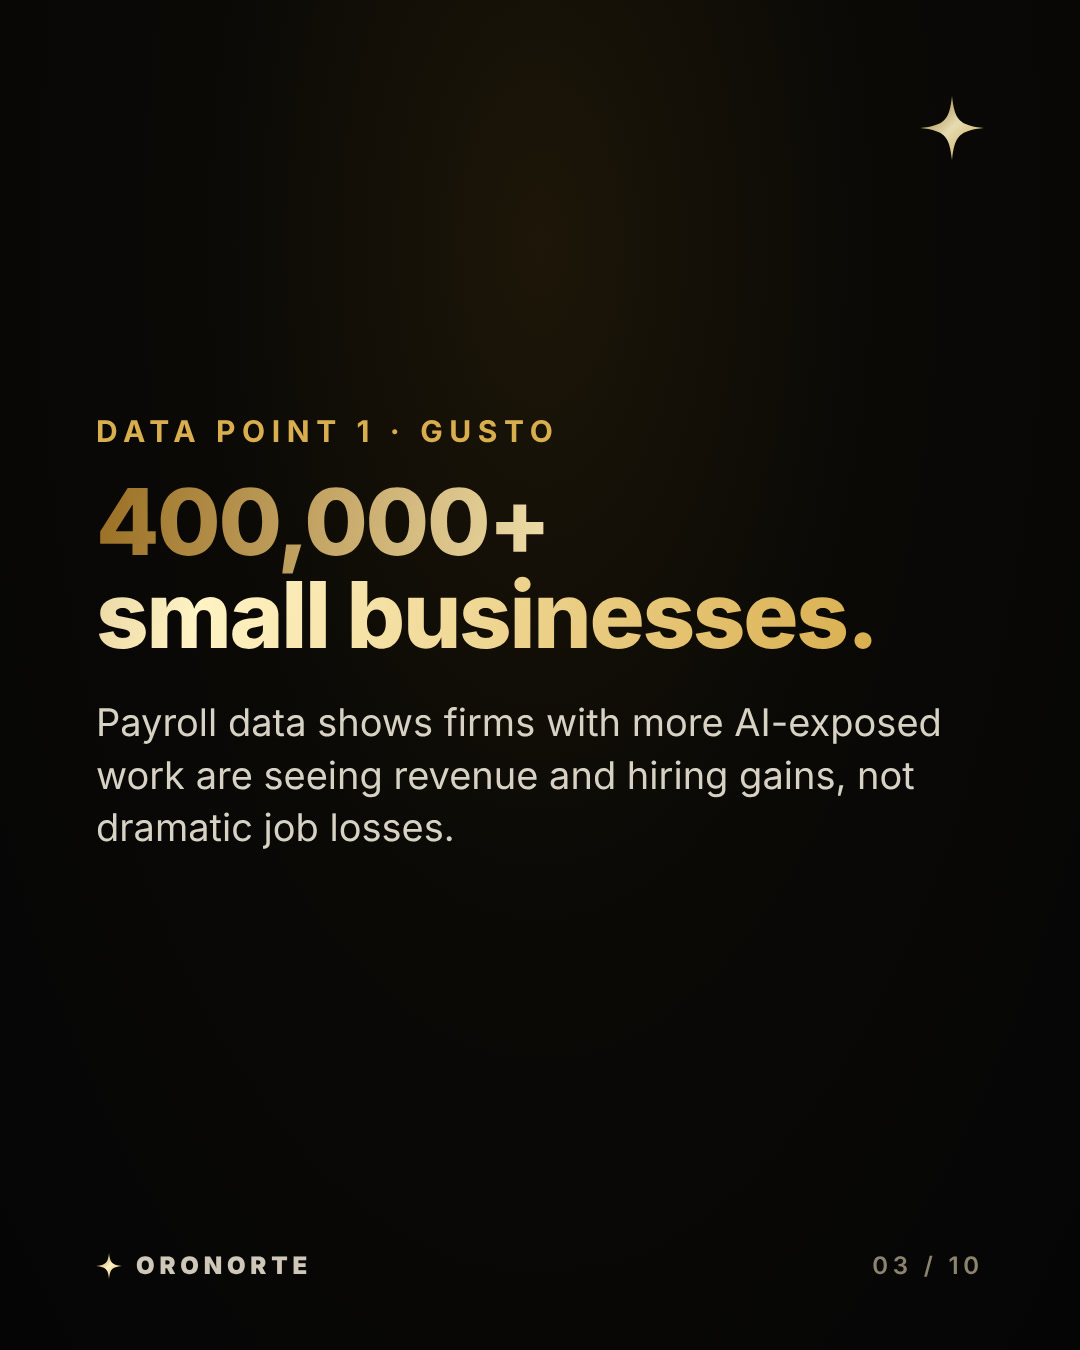 DATA POINT 1 · GUSTO
400,000+
small businesses.
Payroll data shows firms with more AI-exposed
work are seeing revenue and hiring gains, not
dramatic job losses.
ORONORTE
03 / 10